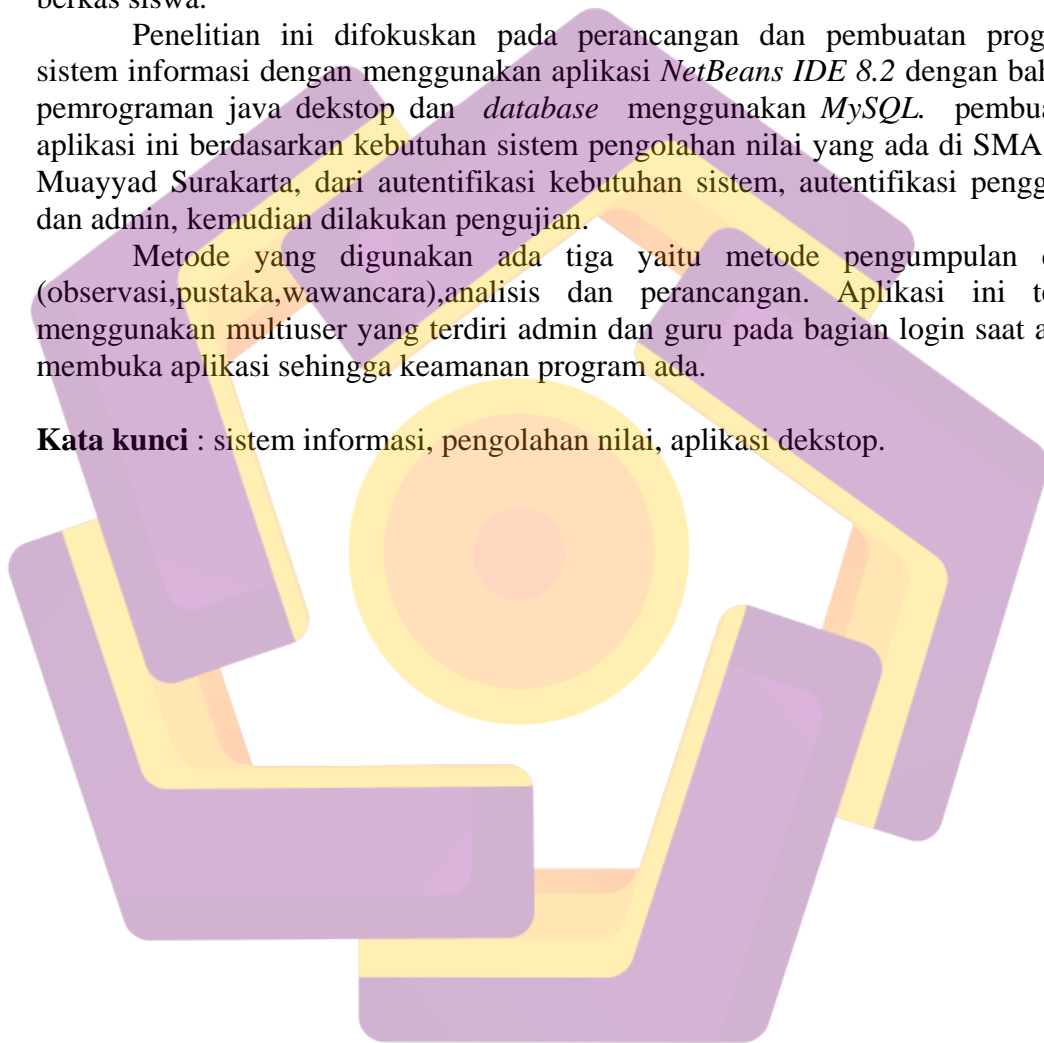 berkas siswa.
Penelitian ini difokuskan pada perancangan dan pembuatan prog
sistem informasi dengan menggunakan aplikasi NetBeans IDE 8.2 dengan bah
pemrograman java dekstop dan database menggunakan MySQL. pembua
aplikasi ini berdasarkan kebutuhan sistem pengolahan nilai yang ada di SMA
Muayyad Surakarta, dari autentifikasi kebutuhan sistem, autentifikasi pengg
dan admin, kemudian dilakukan pengujian.
Metode yang digunakan ada tiga yaitu metode pengumpulan
(observasi,pustaka,wawancara),analisis dan perancangan. Aplikasi ini te
menggunakan multiuser yang terdiri admin dan guru pada bagian login saat a
membuka aplikasi sehingga keamanan program ada.
Kata kunci : sistem informasi, pengolahan nilai, aplikasi dekstop.